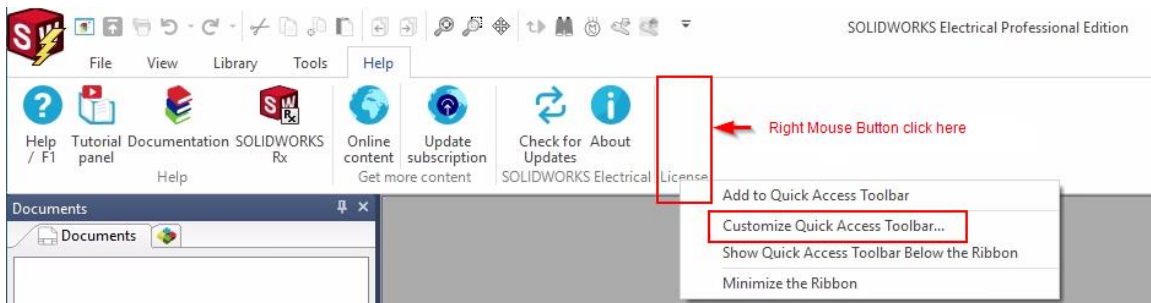 SOLIDWORKS Electrical Professional Edition
File View Library Tools Help
Help / F1
Tutorial panel
Documentation
SOLIDWORKS Rx
Online content
Update subscription
Check for Updates
About
Right Mouse Button click here
Help
Get more content
SOLIDWORKS Electrical
License
Documents
Documents
Add to Quick Access Toolbar
Customize Quick Access Toolbar...
Show Quick Access Toolbar Below the Ribbon
Minimize the Ribbon